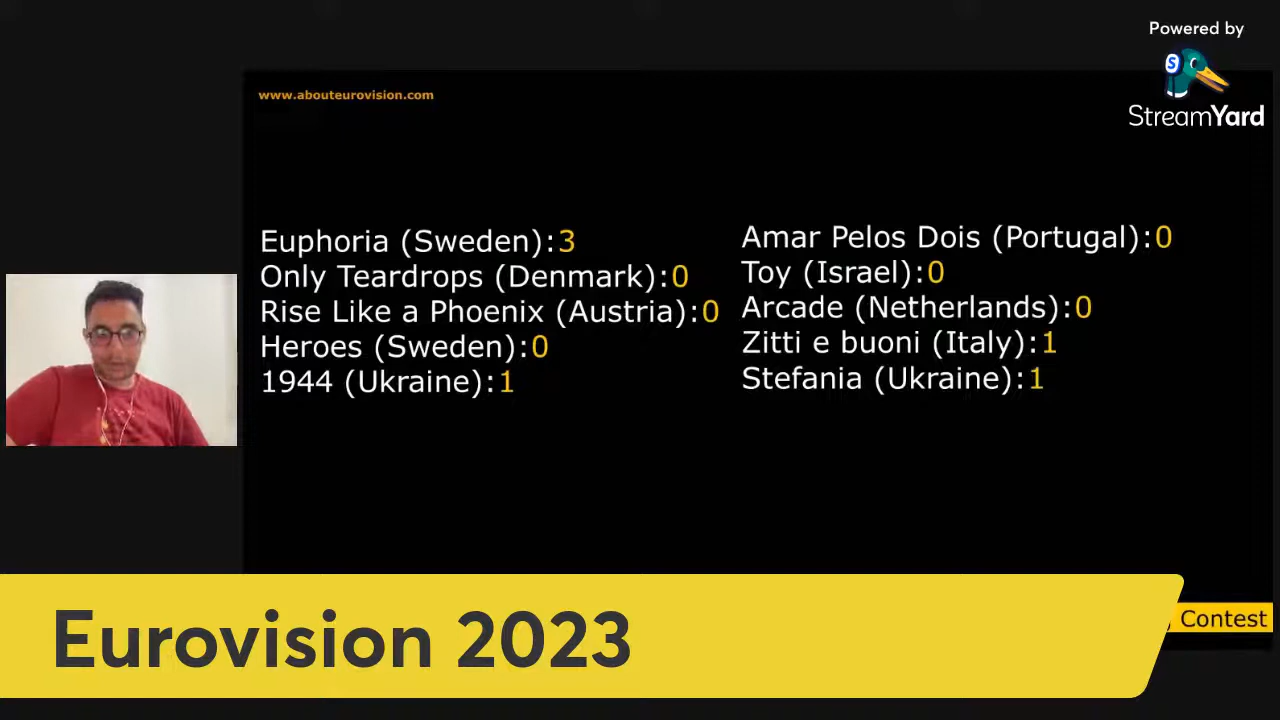 Powered by
StreamYard
www.abouteurovision.com
Euphoria (Sweden):3
Only Teardrops (Denmark):0
Rise Like a Phoenix (Austria):0
Heroes (Sweden):0
1944 (Ukraine):1
Amar Pelos Dois (Portugal):0
Toy (Israel):0
Arcade (Netherlands):0
Zitti e buoni (Italy):1
Stefania (Ukraine):1
Contest
Eurovision 2023